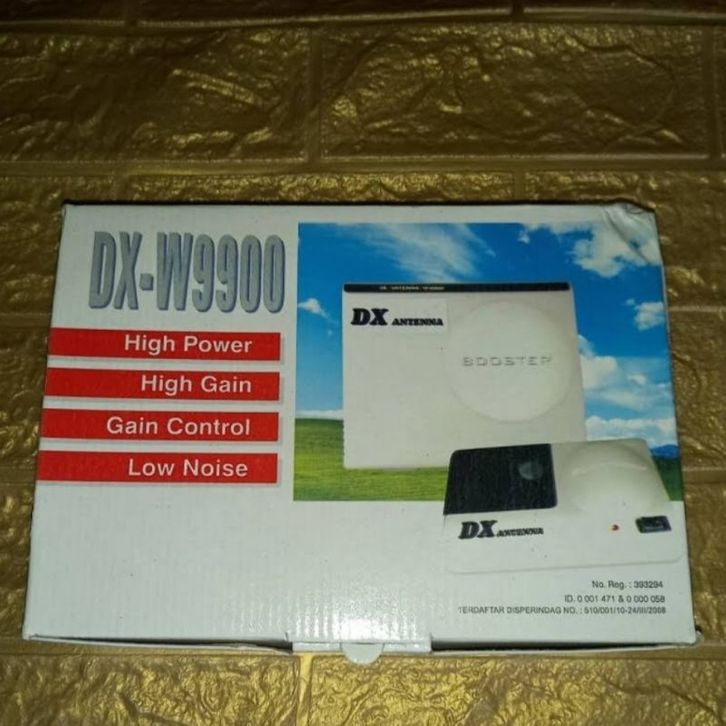 DX-W9900
High Power
High Gain
Gain Control
Low Noise
DX ANTENNA
BOOSTER
DX ANTENNA
No. Reg. : 393294
ID. 0 001 471 & 0 000 058
TERDAFTAR DISPERINDAG NO. : 510/001/10-24/III/2008